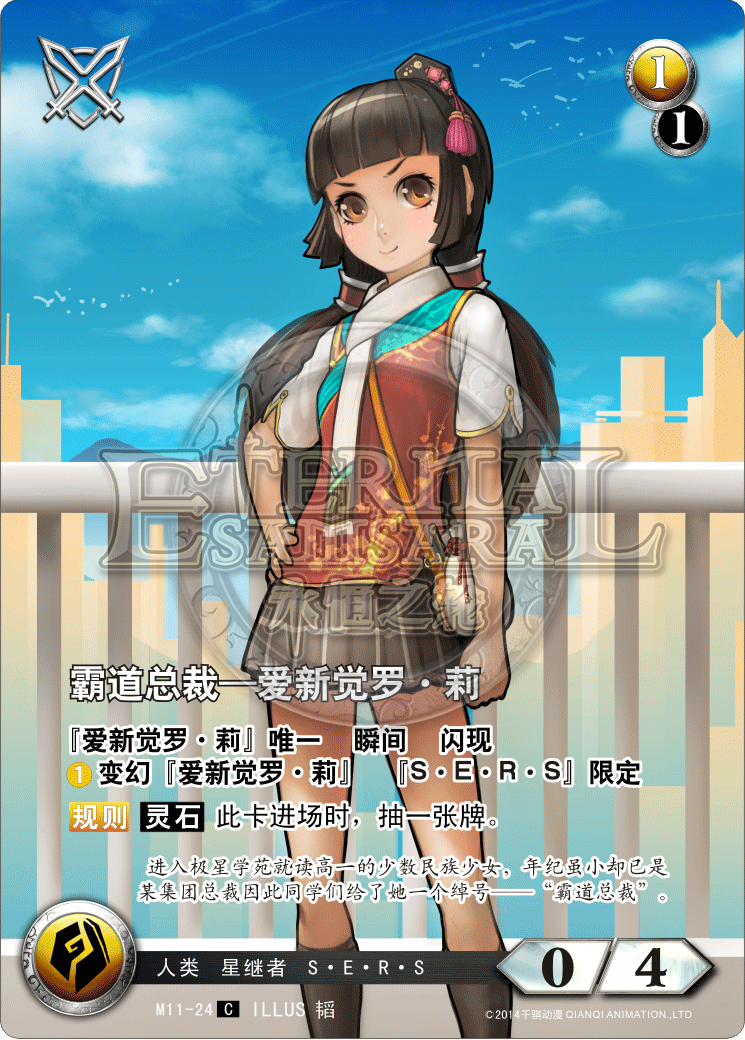 1
1
ETERNAL
SAMSARA
永恒之轮
霸道总裁—爱新觉罗·莉
『爱新觉罗·莉』唯一 瞬间 闪现
1 变幻『爱新觉罗·莉』 『S·E·R·S』限定
规则 灵石 此卡进场时，抽一张牌。
进入极星学苑就读高一的少数民族少女，年纪虽小却已是
某集团总裁因此同学们给了她一个绰号——“霸道总裁”。
人类 星继者 S·E·R·S
0 / 4
M11-24 C ILLUS 韬
©2014千骐动漫 QIANQI ANIMATION.,LTD